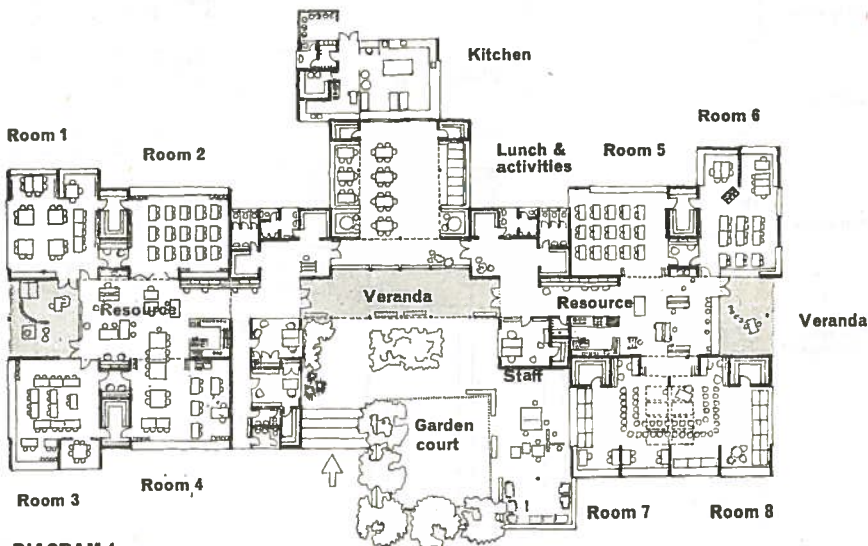 Kitchen
Room 1
Room 2
Lunch &
activities
Room 5
Room 6
Resource
Veranda
Resource
Veranda
Staff
Garden
court
Room 3
Room 4
Room 7
Room 8